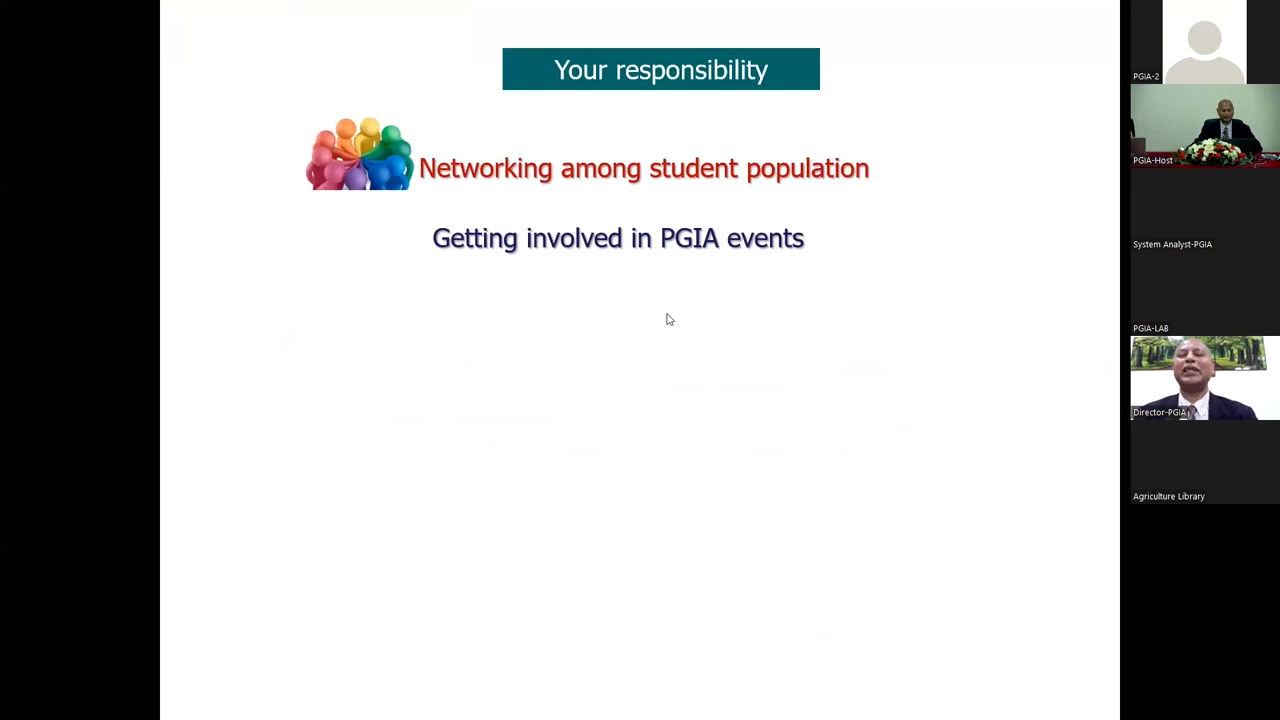 Your responsibility
Networking among student population
Getting involved in PGIA events
PGIA-2
PGIA-Host
System Analyst-PGIA
PGIA-LAB
Director-PGIA
Agriculture Library